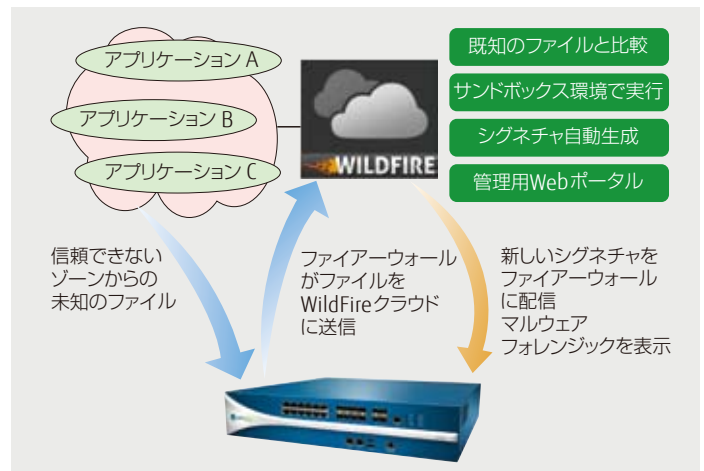 アプリケーション A
アプリケーション B
アプリケーション C
WILDFIRE
既知のファイルと比較
サンドボックス環境で実行
シグネチャ自動生成
管理用Webポータル
信頼できない
ゾーンからの
未知のファイル
ファイアーウォール
がファイルを
WildFireクラウド
に送信
新しいシグネチャを
ファイアーウォール
に配信
マルウェア
フォレンジックを表示